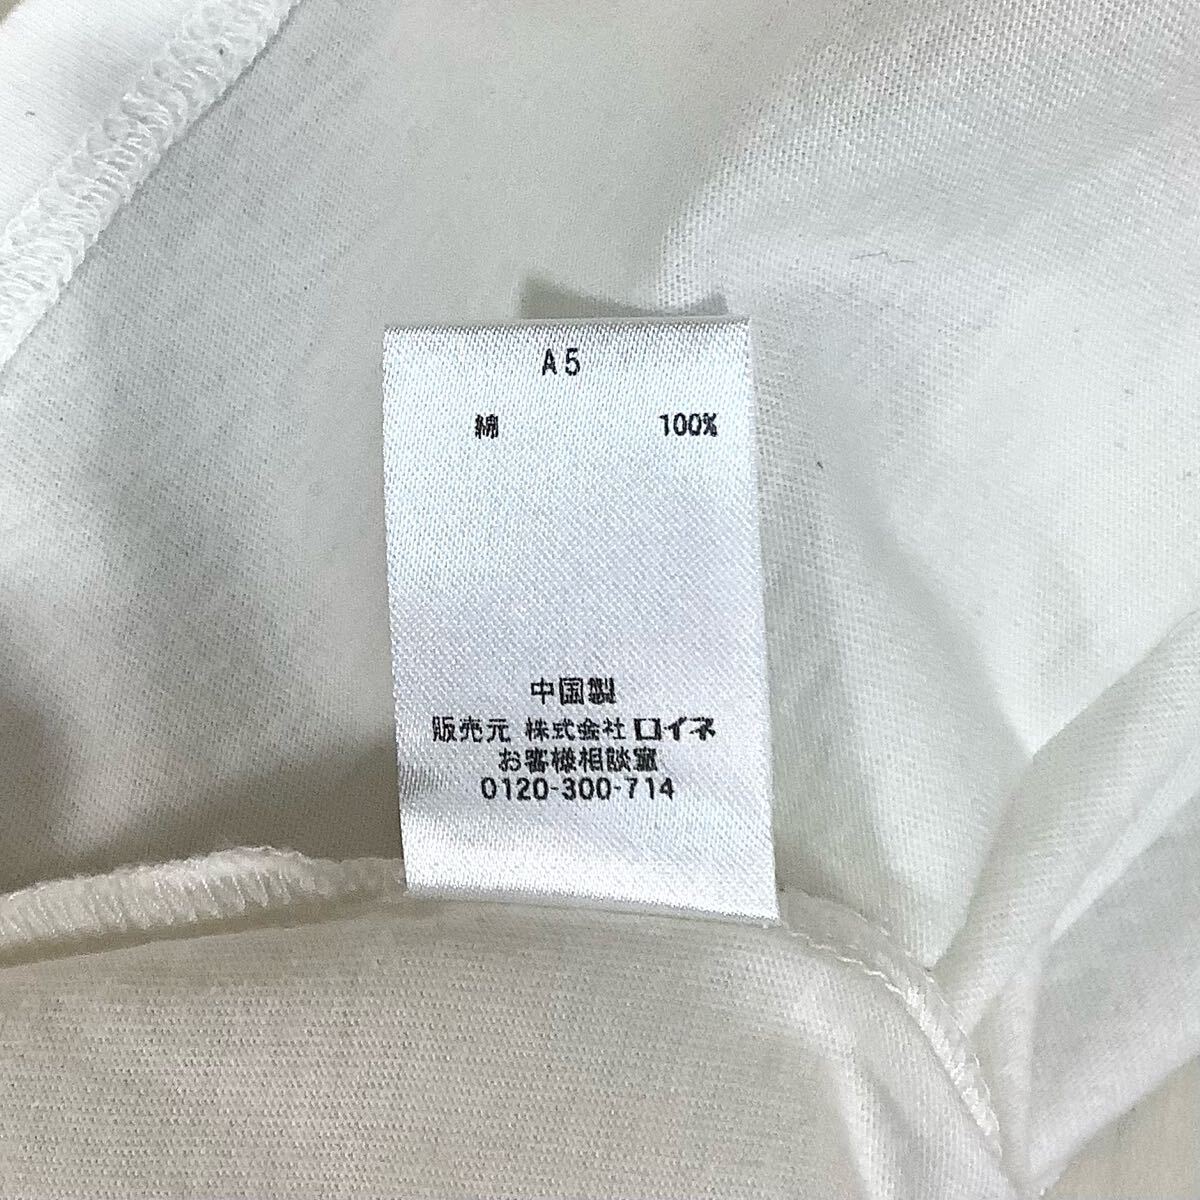 A5
綿 100%
中国製
販売元 株式会社ロイネ
お客様相談室
0120-300-714